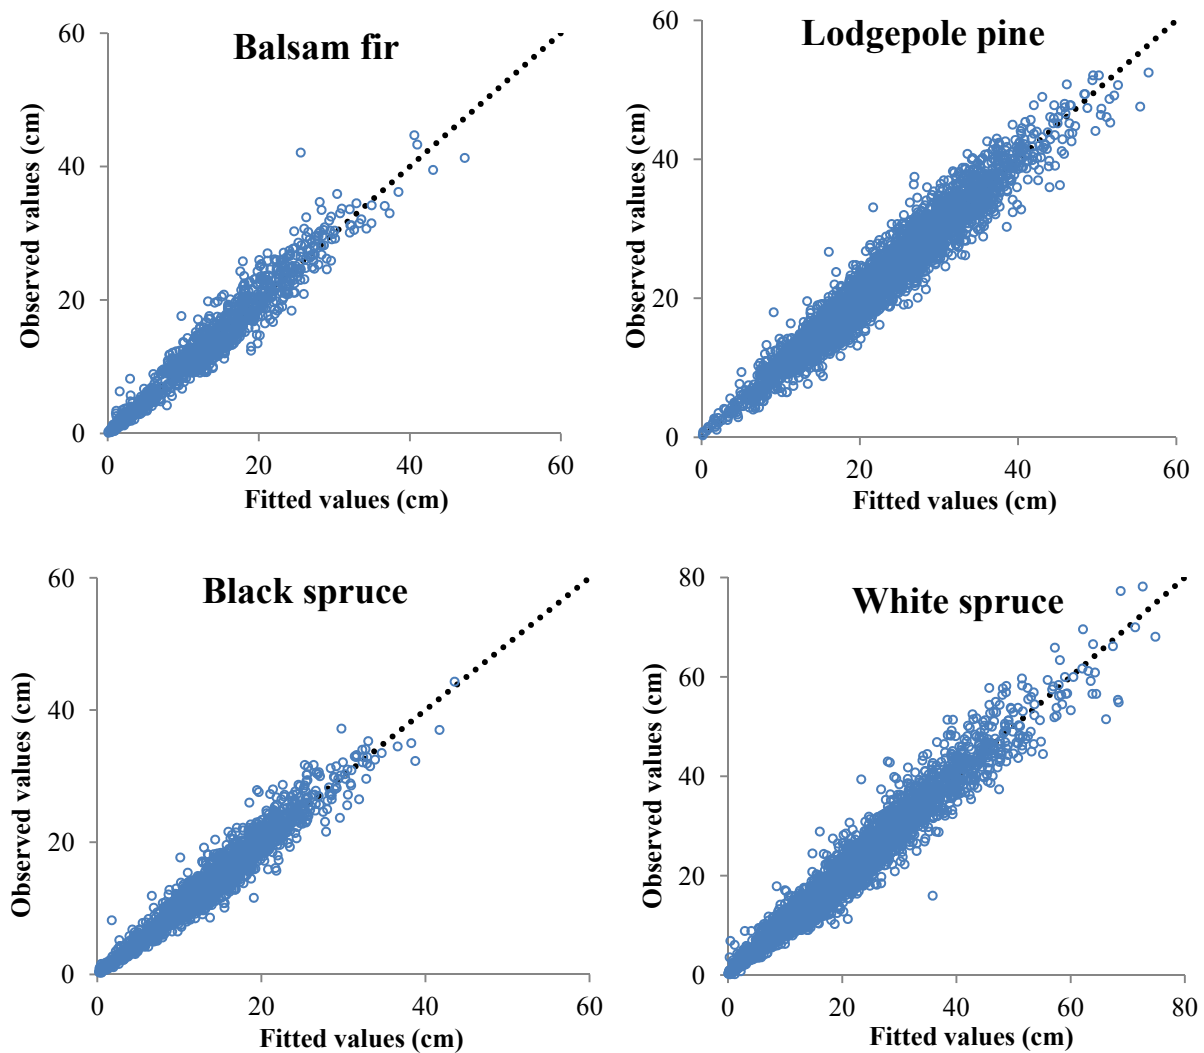 Balsam fir
60
40
20
0
0 20 40 60
Observed values (cm)
Fitted values (cm)
Lodgepole pine
60
40
20
0
0 20 40 60
Observed values (cm)
Fitted values (cm)
Black spruce
60
40
20
0
0 20 40 60
Observed values (cm)
Fitted values (cm)
White spruce
80
60
40
20
0
0 20 40 60 80
Observed values (cm)
Fitted values (cm)